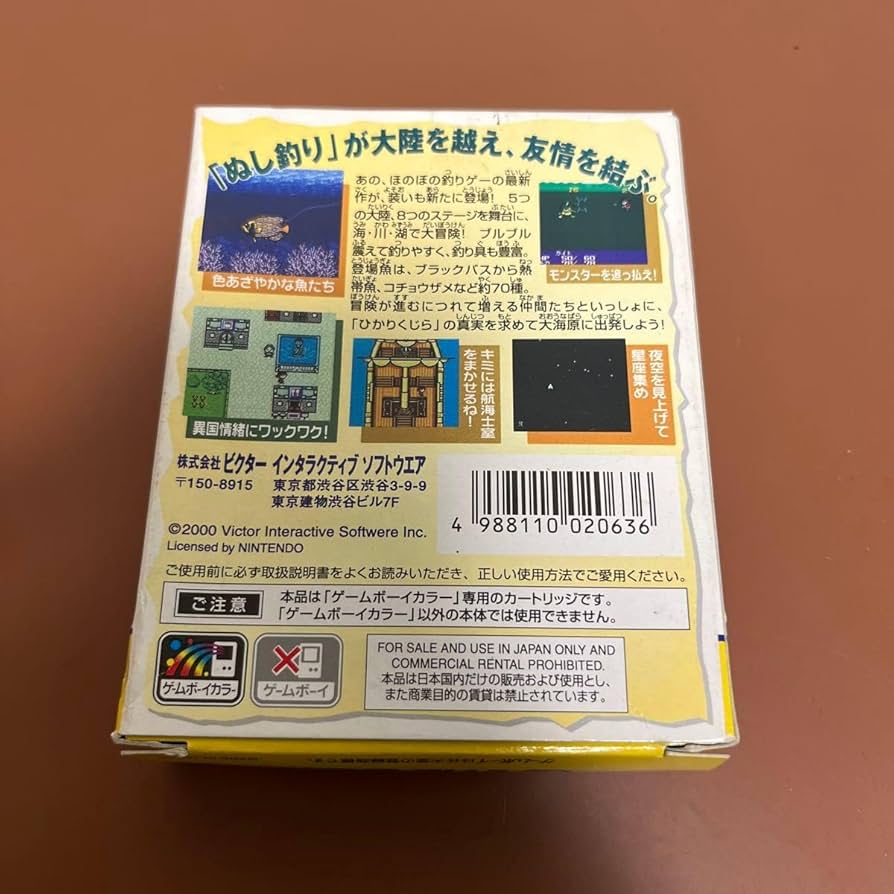 「ぬし釣り」が大陸を越え、友情を結ぶ。
あの、ほのぼの釣りゲーの最新
作が、装いも新たに登場! 5つ
の大陸、8つのステージを舞台に、
海・川・湖で大冒険! ブルブル
震えて釣りやすく、釣り具も豊富。
登場魚は、ブラックバスから熱
帯魚、コチョウザメなど約70種。
冒険が進むにつれて増える仲間たちといっしょに、
「ひかりくじら」の真実を求めて大海原に出発しよう!
色あざやかな魚たち
モンスターを追っ払え!
異国情緒にワックワク!
キミには航海士室
をまかせるね!
夜空を見上げて
星座集め
株式会社 ビクター インタラクティブ ソフトウエア
〒150-8915 東京都渋谷区渋谷3-9-9
東京建物渋谷ビル7F
©2000 Victor Interactive Softwere Inc.
Licensed by NINTENDO
4 988110 020636
ご使用前に必ず取扱説明書をよくお読みいただき、正しい使用方法でご愛用ください。
ご注意
本品は「ゲームボーイカラー」専用のカートリッジです。
「ゲームボーイカラー」以外の本体では使用できません。
ゲームボーイカラー
ゲームボーイ
FOR SALE AND USE IN JAPAN ONLY AND
COMMERCIAL RENTAL PROHIBITED.
本品は日本国内だけの販売および使用とし、
また商業目的の賃貸は禁止されています。